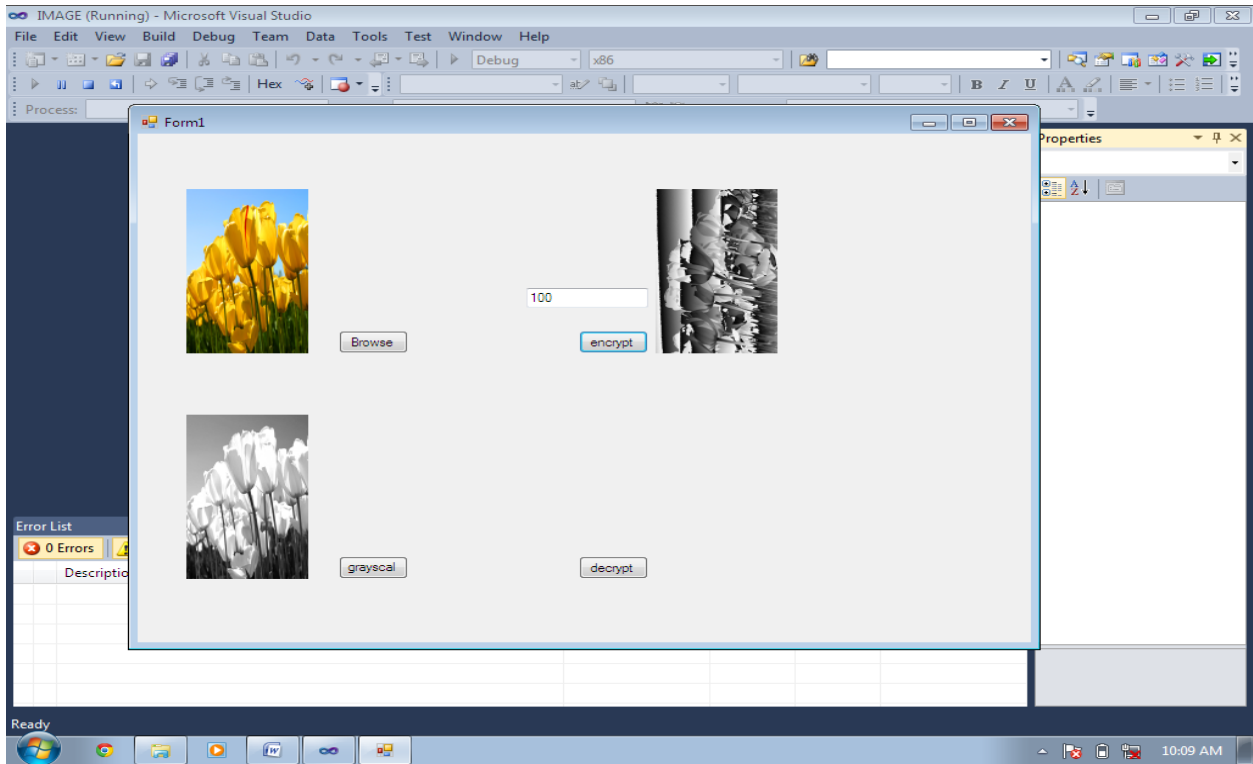 IMAGE (Running) - Microsoft Visual Studio
File Edit View Build Debug Team Data Tools Test Window Help
Debug x86
Hex B I U A
Process:
Form1
Properties
100
Browse encrypt
Error List
0 Errors
Descriptio
grayscal decrypt
Ready
10:09 AM